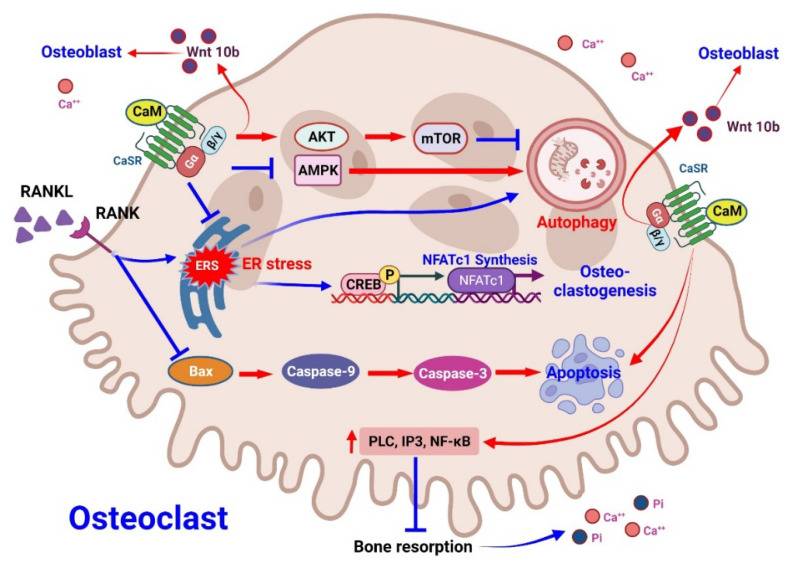 Osteoblast
Wnt 10b
Ca⁺⁺
CaM
CaSR
β/γ
Gα
AKT
mTOR
AMPK
Autophagy
Ca⁺⁺
Ca⁺⁺
Osteoblast
Wnt 10b
CaSR
Gα
β/γ
CaM
RANKL
RANK
ERS
ER stress
CREB
P
NFATc1 Synthesis
NFATc1
Osteo-
clastogenesis
Bax
Caspase-9
Caspase-3
Apoptosis
PLC, IP3, NF-κB
Osteoclast
Bone resorption
Pi
Ca⁺⁺
Ca⁺⁺
Pi